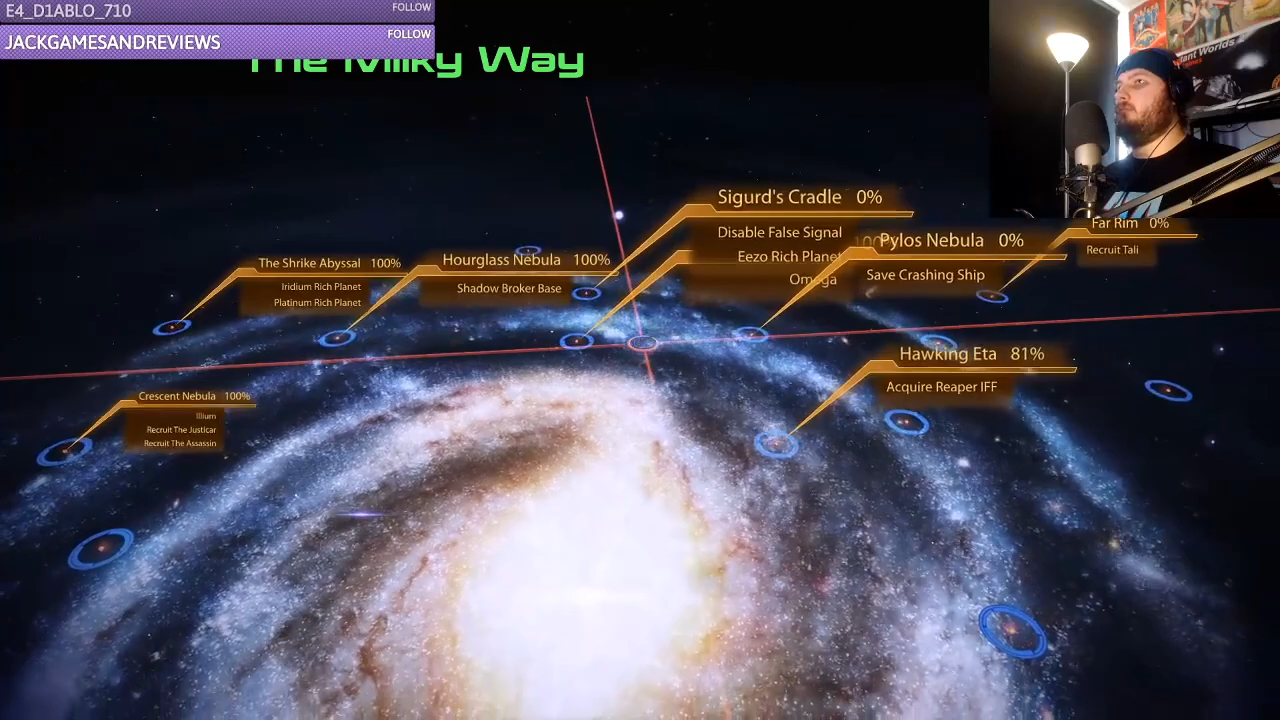 E4_D1ABLO_710 FOLLOW
JACKGAMESANDREVIEWS FOLLOW
The Milky Way
Sigurd's Cradle 0%
Disable False Signal
100%
Eezo Rich Planet
Omega
Pylos Nebula 0%
Save Crashing Ship
Far Rim 0%
Recruit Tali
The Shrike Abyssal 100%
Iridium Rich Planet
Platinum Rich Planet
Hourglass Nebula 100%
Shadow Broker Base
Hawking Eta 81%
Acquire Reaper IFF
Crescent Nebula 100%
Illium
Recruit The Justicar
Recruit The Assassin